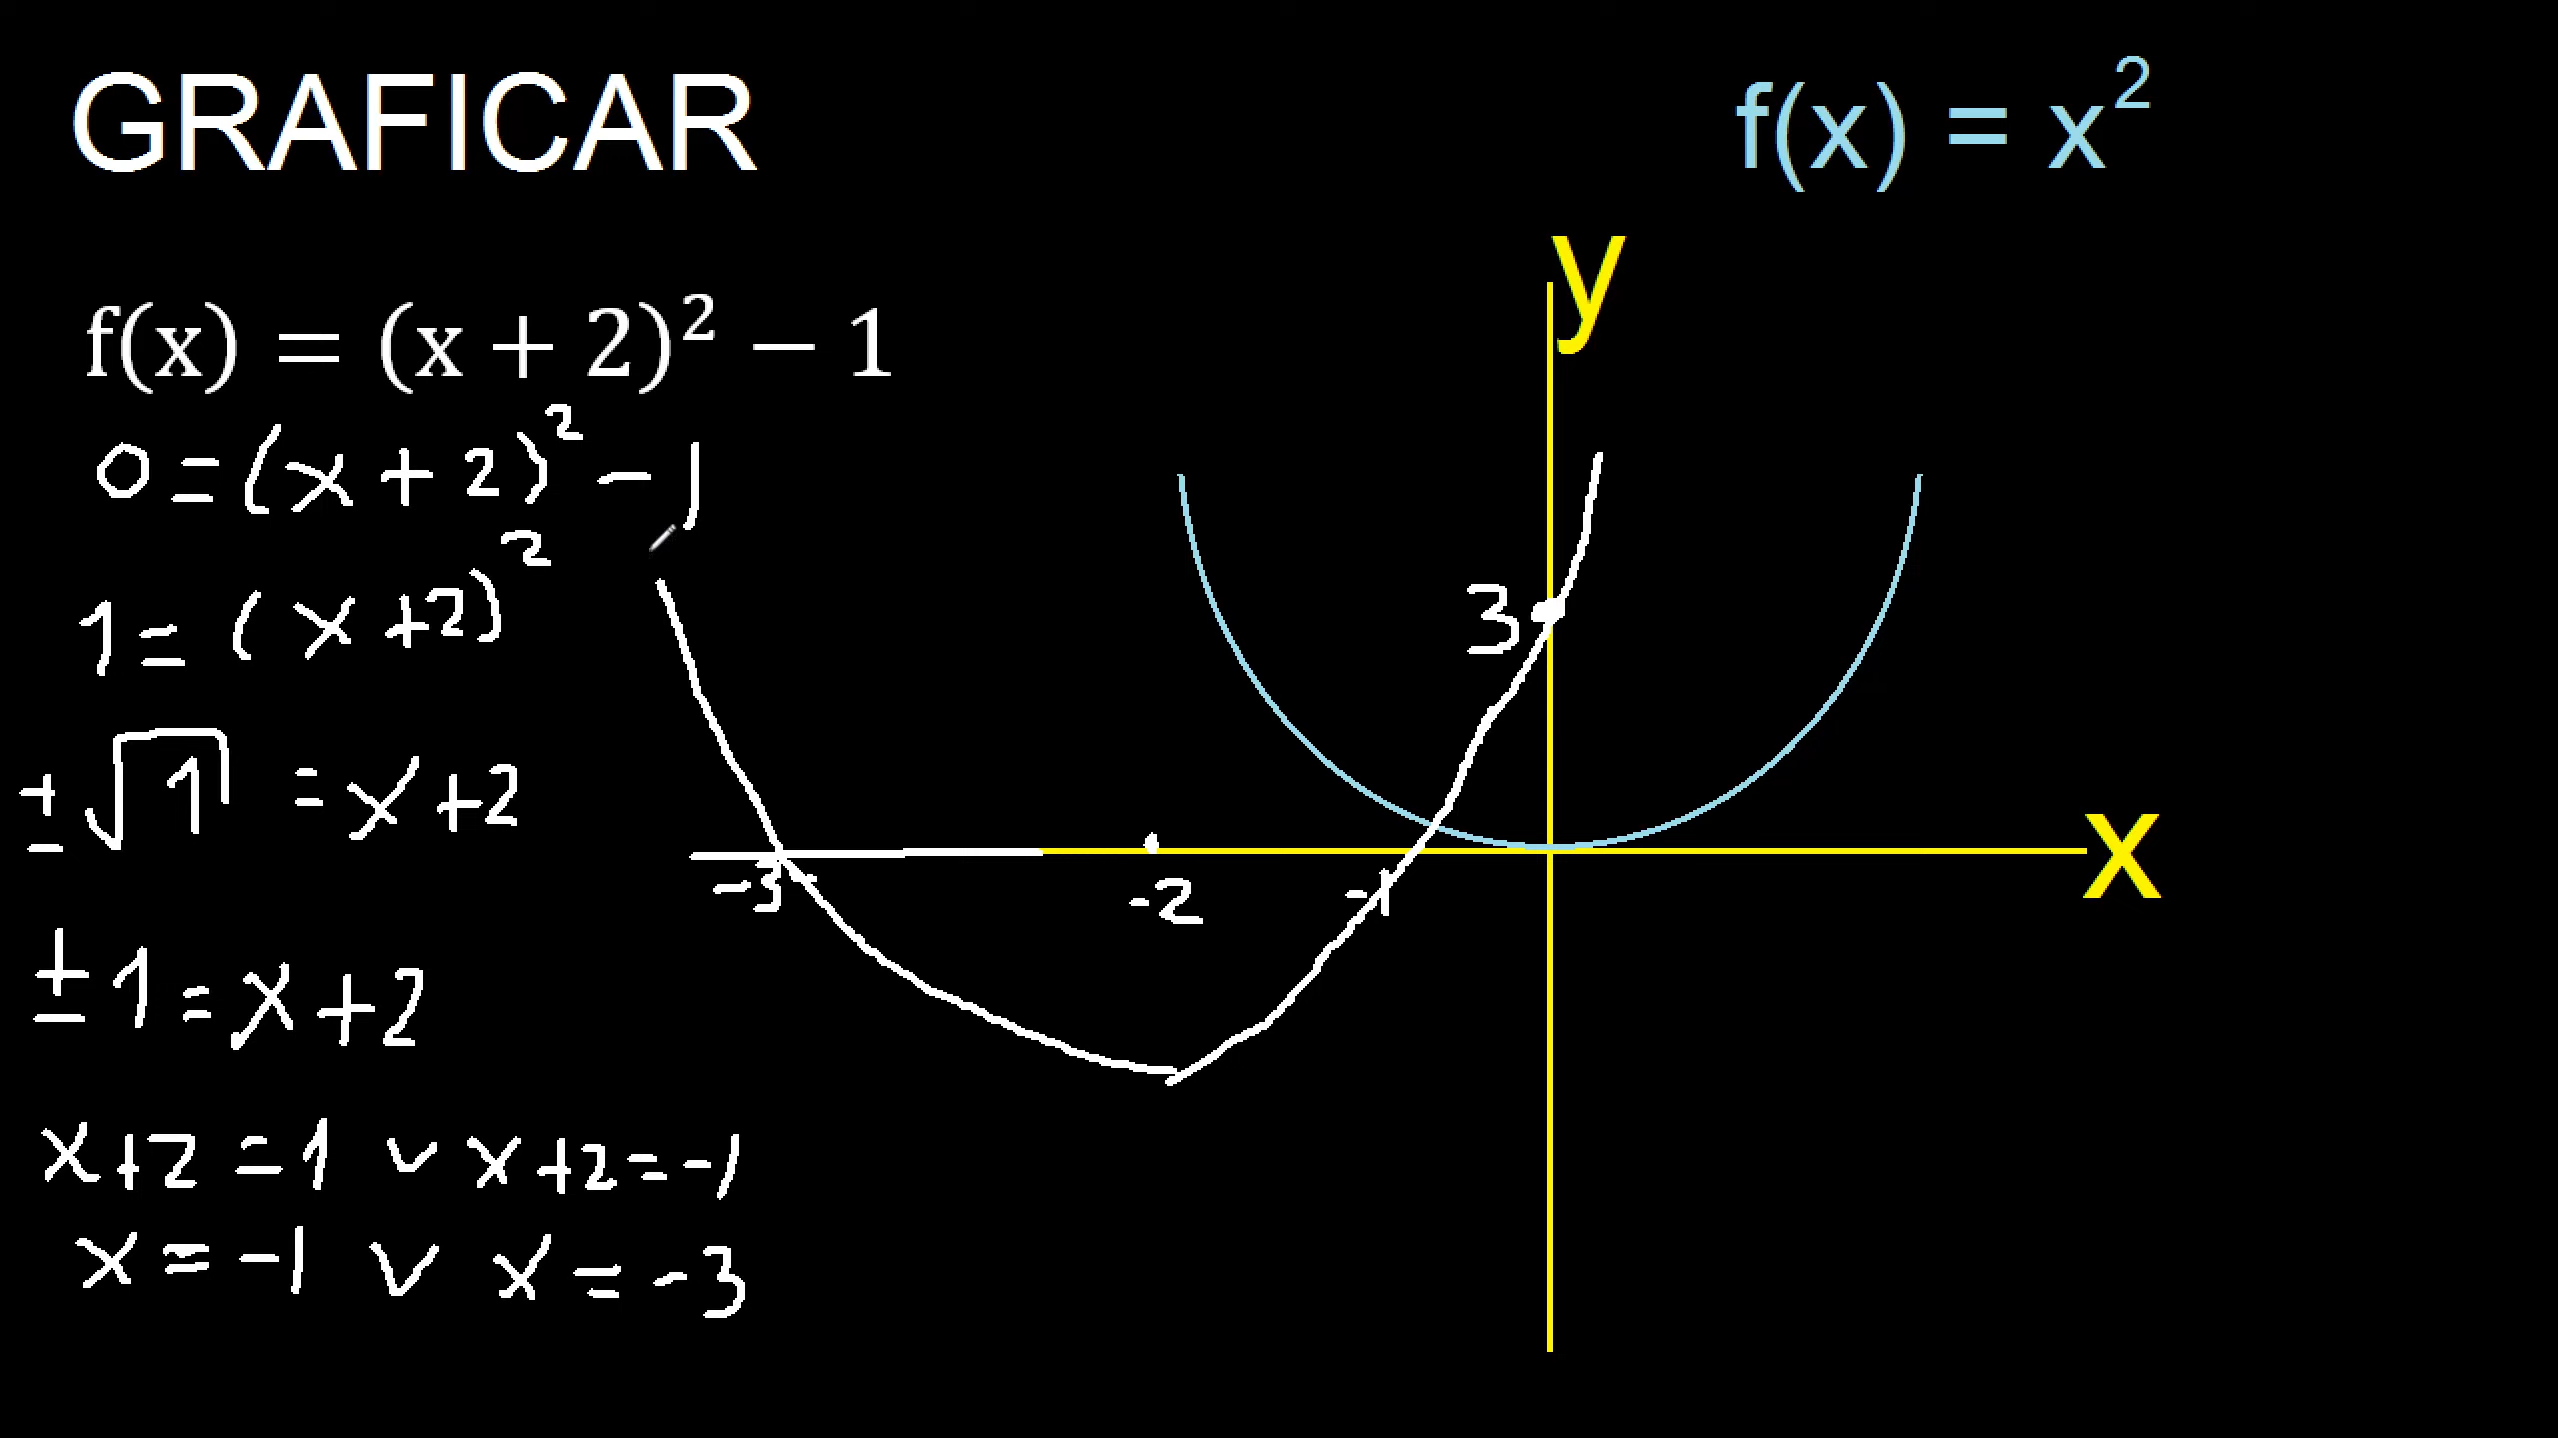 GRAFICAR
f(x) = x²
f(x) = (x + 2)² − 1
0 = (x + 2)² - 1
1 = (x + 2)²
± √1 = x + 2
± 1 = x + 2
x + 2 = 1 v x + 2 = -1
x = -1 v x = -3
y
3
x
-3 -2 -1